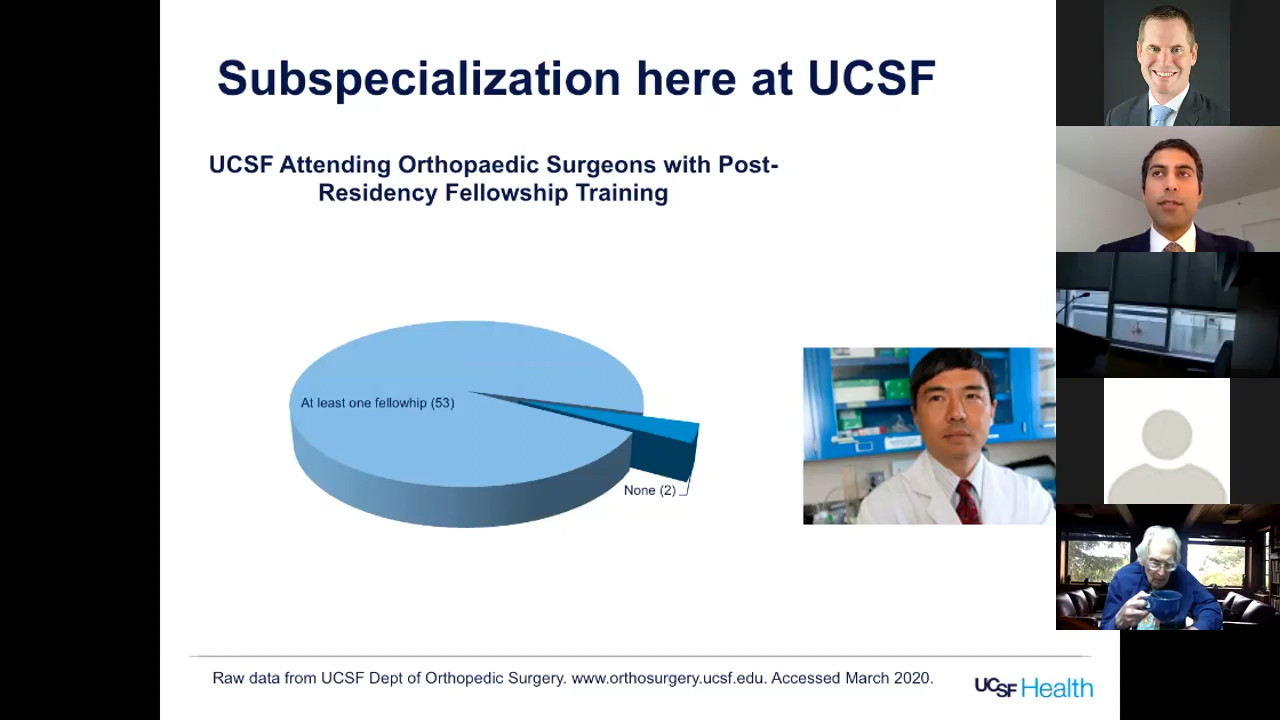 Subspecialization here at UCSF
UCSF Attending Orthopaedic Surgeons with Post-
Residency Fellowship Training
At least one fellowhip (53)
None (2)
Raw data from UCSF Dept of Orthopedic Surgery. www.orthosurgery.ucsf.edu. Accessed March 2020.
UCSF Health